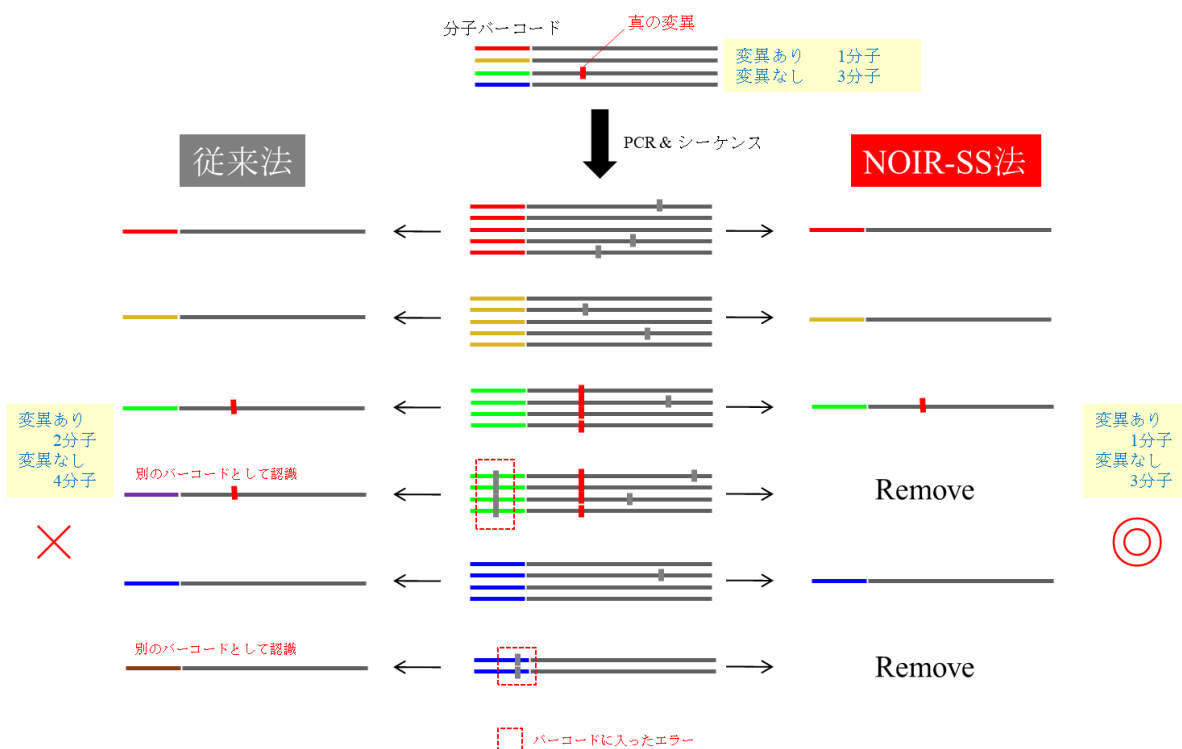 分子バーコード
真の変異
変異あり 1分子
変異なし 3分子
PCR & シーケンス
従来法
NOIR-SS法
変異あり
2分子
変異なし
4分子
別のバーコードとして認識
Remove
変異あり
1分子
変異なし
3分子
別のバーコードとして認識
Remove
バーコードに入ったエラー